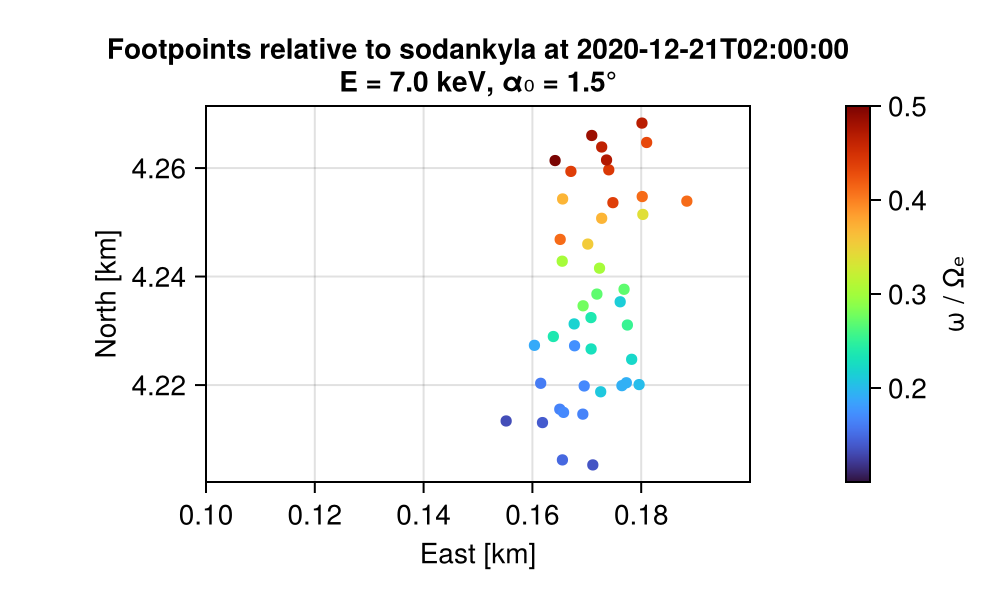 Footpoints relative to sodankyla at 2020-12-21T02:00:00
E = 7.0 keV, α₀ = 1.5°
4.26
4.24
4.22
North [km]
0.10 0.12 0.14 0.16 0.18
East [km]
0.5
0.4
0.3
0.2
ω / Ωₑ